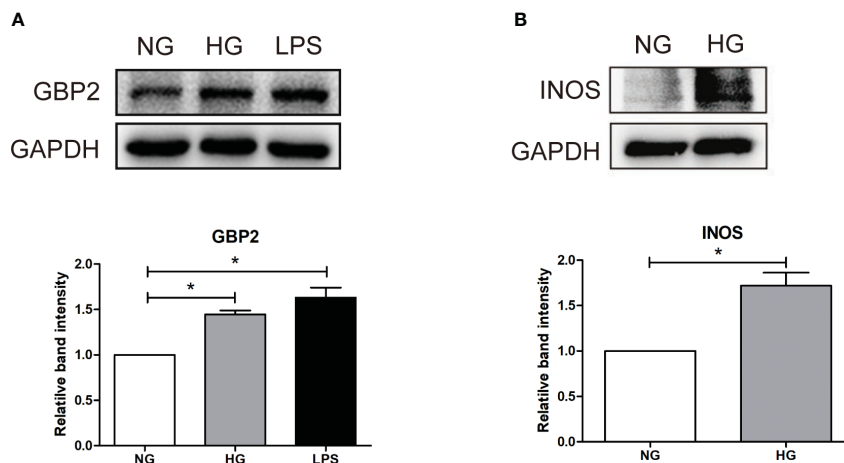 A
NG HG LPS
GBP2
GAPDH
GBP2
Relatilve band intensity
2.0
1.5
1.0
0.5
0.0
*
*
NG HG LPS
B
NG HG
INOS
GAPDH
INOS
Relatilve band intensity
2.0
1.5
1.0
0.5
0.0
*
NG HG